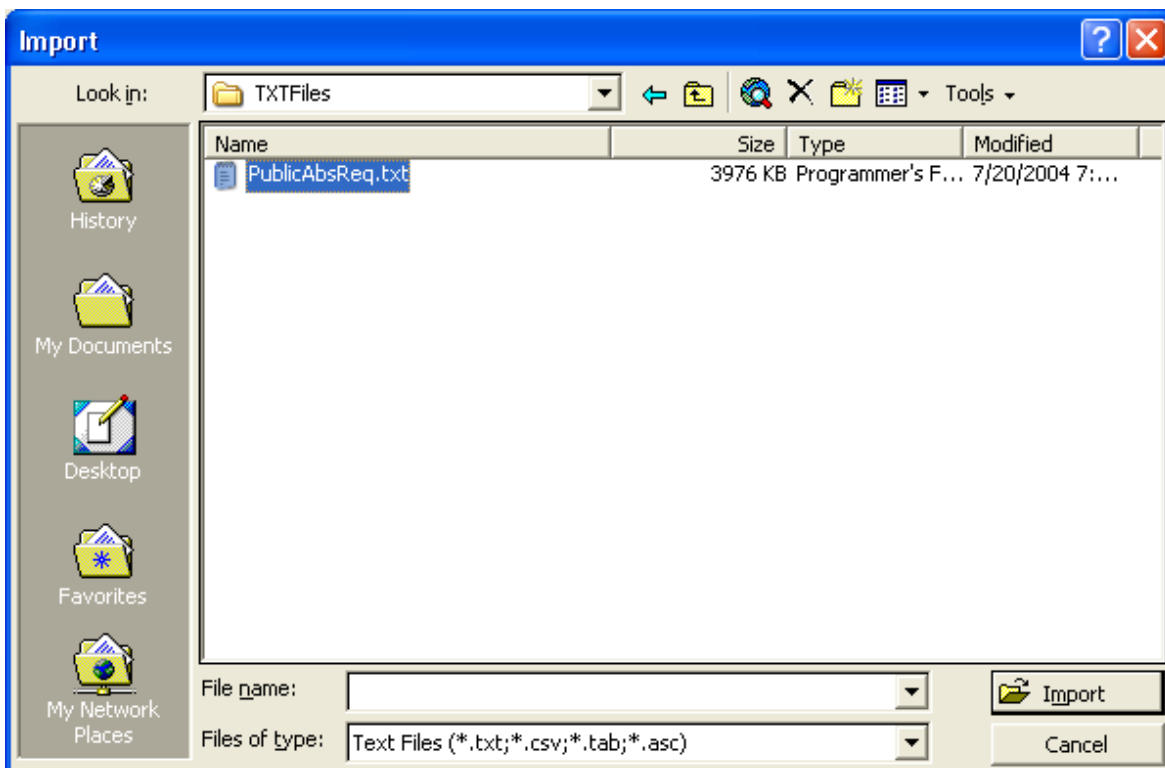 Import
Look in: TXTFiles Tools
Name Size Type Modified
PublicAbsReq.txt 3976 KB Programmer's F... 7/20/2004 7:...
History
My Documents
Desktop
Favorites
My Network
Places
File name:
Import
Files of type: Text Files (*.txt;*.csv;*.tab;*.asc)
Cancel